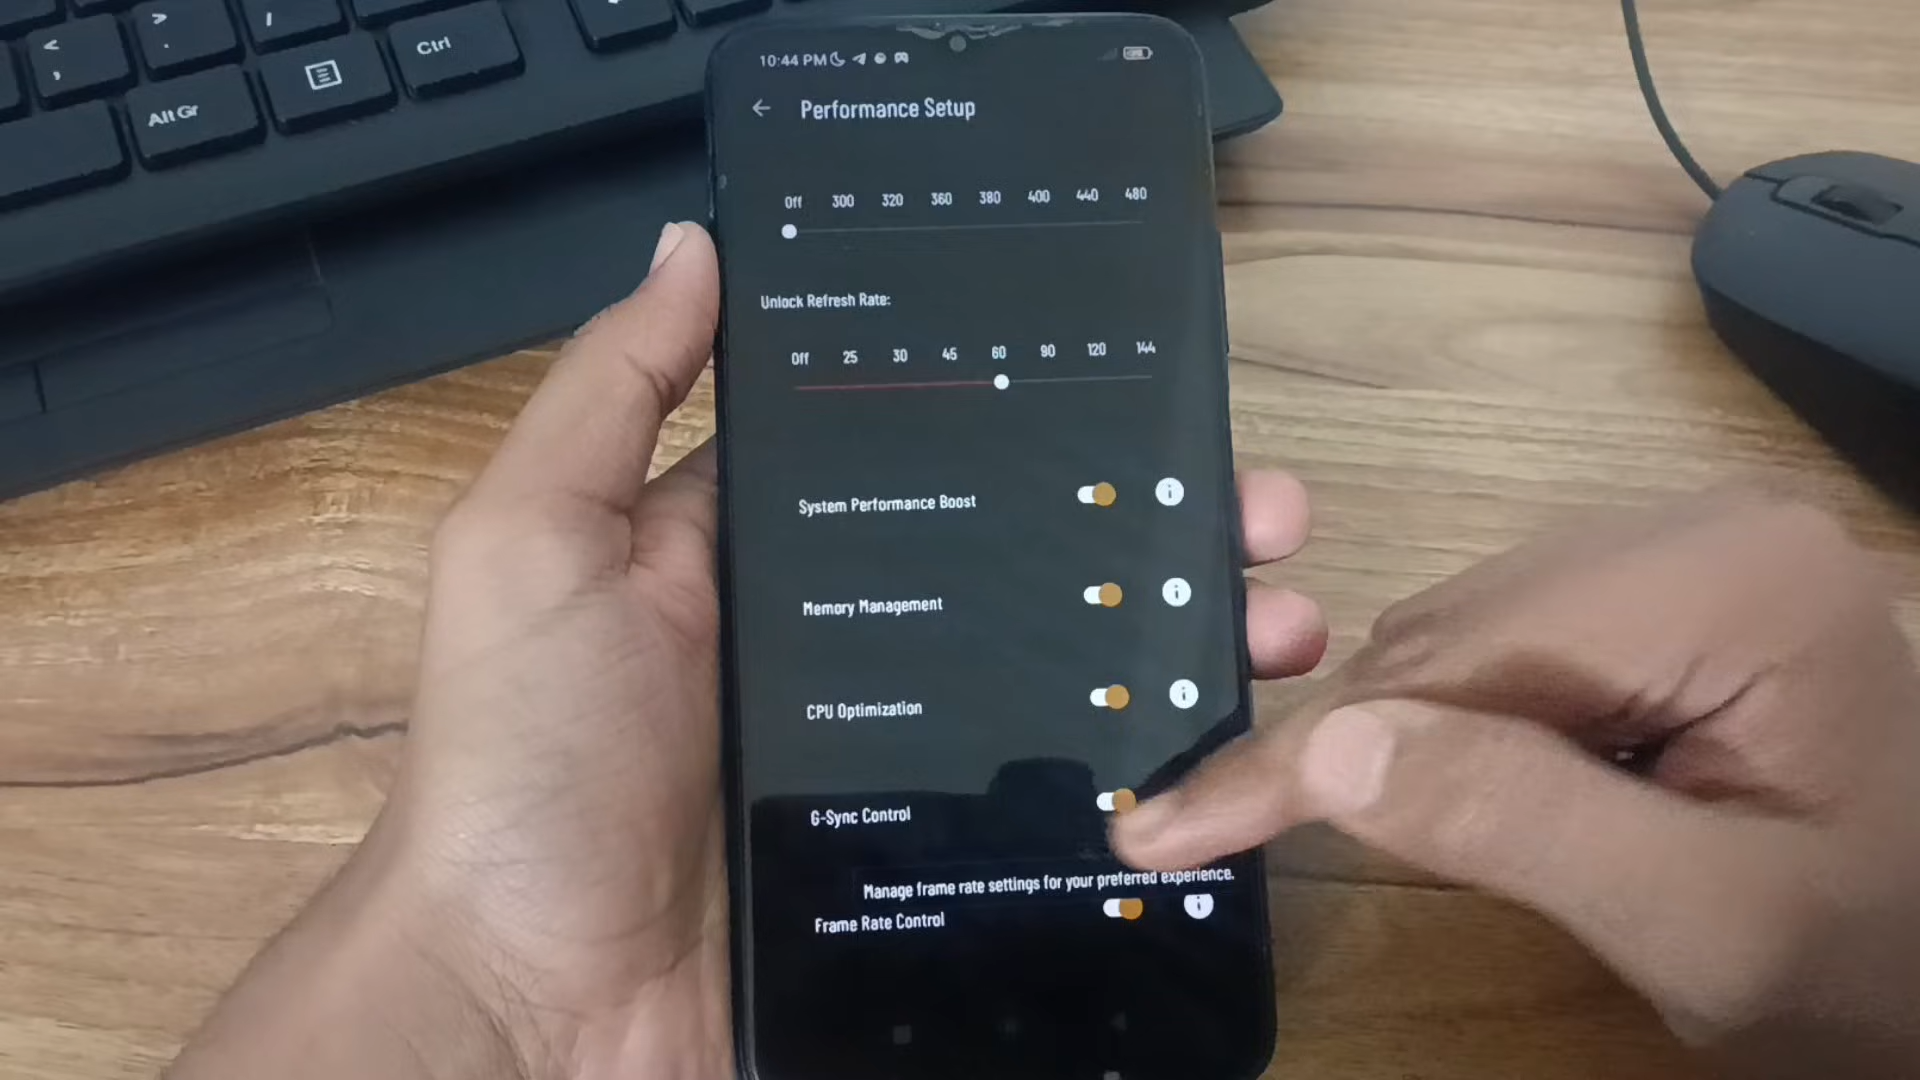 <
,
>
.
/
Ctrl
Alt Gr
10:44 PM
Performance Setup
Off 300 320 360 380 400 440 480
Unlock Refresh Rate:
Off 25 30 45 60 90 120 144
System Performance Boost
Memory Management
CPU Optimization
G-Sync Control
Manage frame rate settings for your preferred experience.
Frame Rate Control